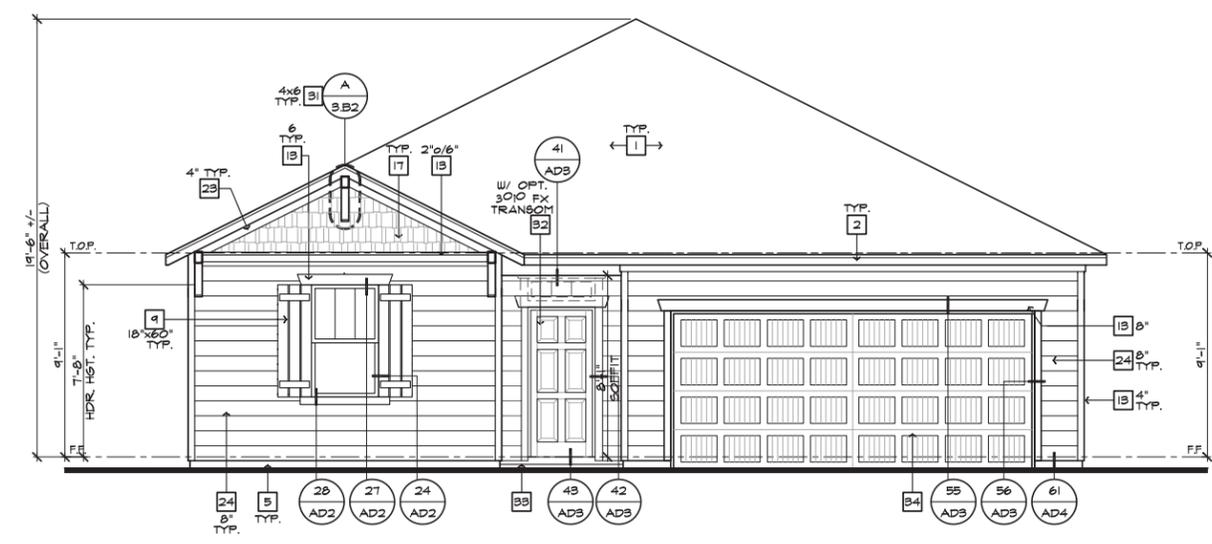 A
3.B2
4x6
TYP.
31
6
TYP.
13
TYP.
17
2"o/6"
13
41
AD3
TYP.
1
4" TYP.
23
W/ OPT.
3010 FX
TRANSOM
32
TYP.
2
19'-6" +/-
(OVERALL)
T.O.P.
T.O.P.
9
18"x60"
TYP.
9'-1"
7'-8"
HDR. HGT. TYP.
8'-1"
SOFFIT
13 8"
24 8"
TYP.
13 4"
TYP.
9'-1"
F.F.
F.F.
24
8"
TYP.
5
TYP.
28
AD2
27
AD2
24
AD2
33
43
AD3
42
AD3
34
55
AD3
56
AD3
61
AD4